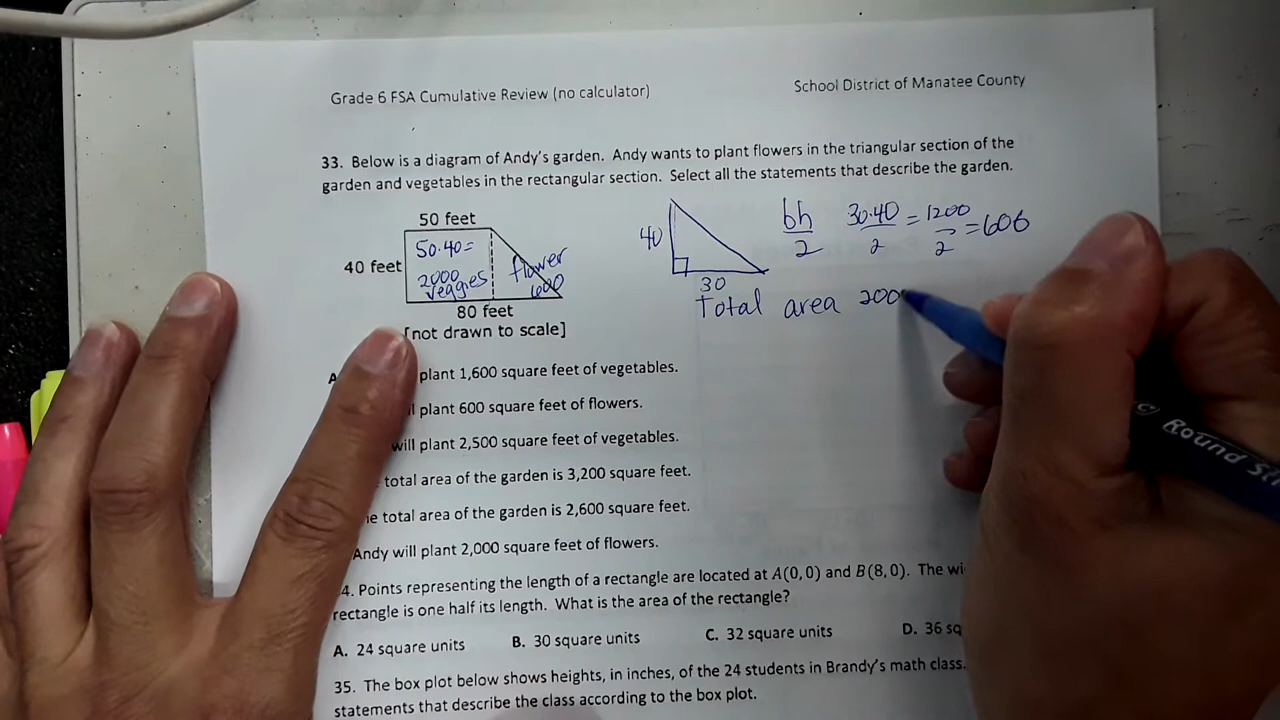 Grade 6 FSA Cumulative Review (no calculator)
School District of Manatee County
33. Below is a diagram of Andy's garden. Andy wants to plant flowers in the triangular section of the
garden and vegetables in the rectangular section. Select all the statements that describe the garden.
50 feet
40 feet
50·40=
2000
veggies
flower
600
80 feet
[not drawn to scale]
40
30
bh/2 30·40/2 = 1200/2 = 600
Total area 200
plant 1,600 square feet of vegetables.
plant 600 square feet of flowers.
will plant 2,500 square feet of vegetables.
total area of the garden is 3,200 square feet.
total area of the garden is 2,600 square feet.
Andy will plant 2,000 square feet of flowers.
4. Points representing the length of a rectangle are located at A(0,0) and B(8,0). The
rectangle is one half its length. What is the area of the rectangle?
A. 24 square units B. 30 square units C. 32 square units D. 36 sq
35. The box plot below shows heights, in inches, of the 24 students in Brandy's math class.
statements that describe the class according to the box plot.
Round